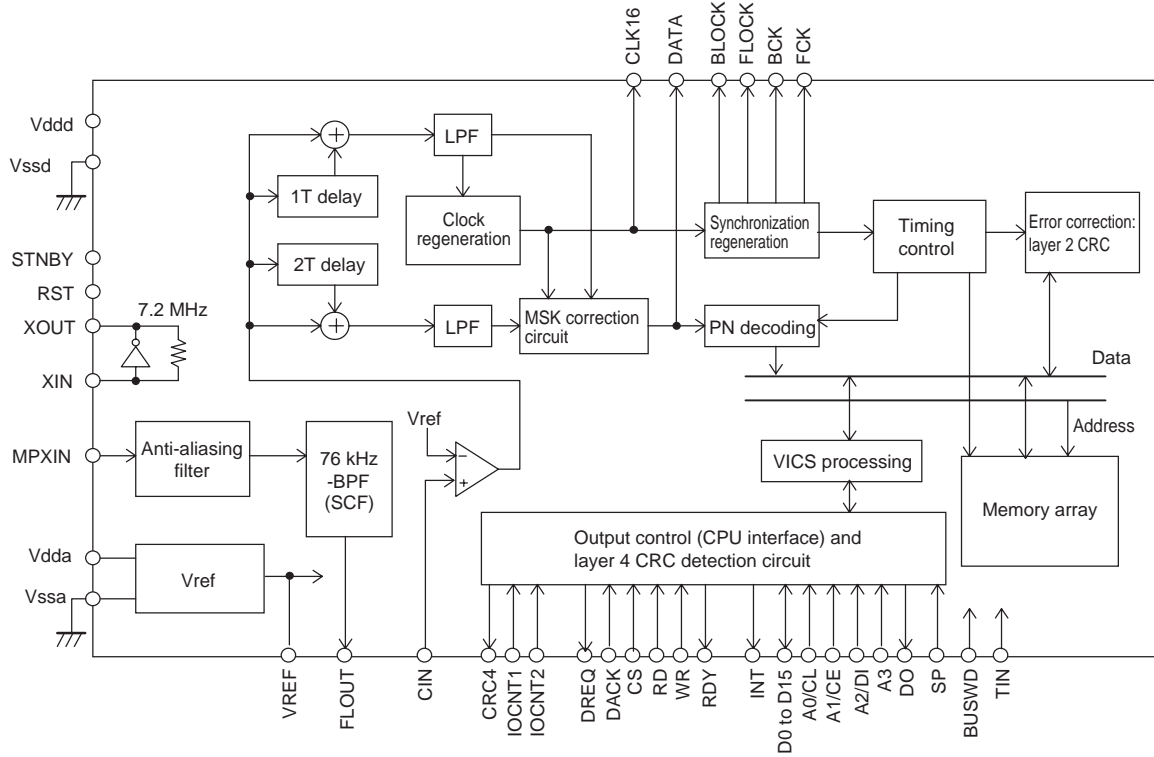 CLK16
DATA
BLOCK
FLOCK
BCK
FCK
Vddd
Vssd
STNBY
RST
XOUT
7.2 MHz
XIN
MPXIN
Vdda
Vssa
+
LPF
1T delay
Clock
regeneration
2T delay
+
LPF
MSK correction
circuit
Synchronization
regeneration
Timing
control
Error correction:
layer 2 CRC
PN decoding
Data
Address
Anti-aliasing
filter
76 kHz
-BPF
(SCF)
Vref
−
+
VICS processing
Memory array
Output control (CPU interface) and
layer 4 CRC detection circuit
Vref
VREF
FLOUT
CIN
CRC4
IOCNT1
IOCNT2
DREQ
DACK
CS
RD
WR
RDY
INT
D0 to D15
A0/CL
A1/CE
A2/DI
A3
DO
SP
BUSWD
TIN